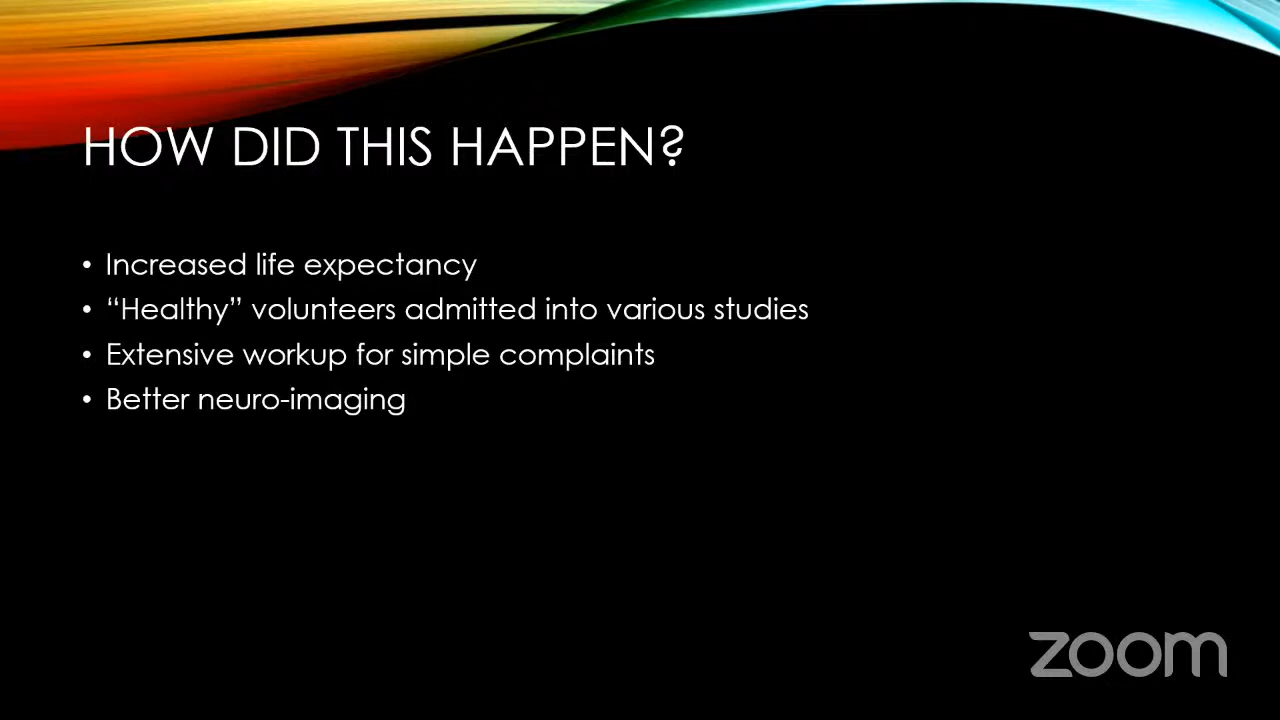 HOW DID THIS HAPPEN?
• Increased life expectancy
• “Healthy” volunteers admitted into various studies
• Extensive workup for simple complaints
• Better neuro-imaging
zoom